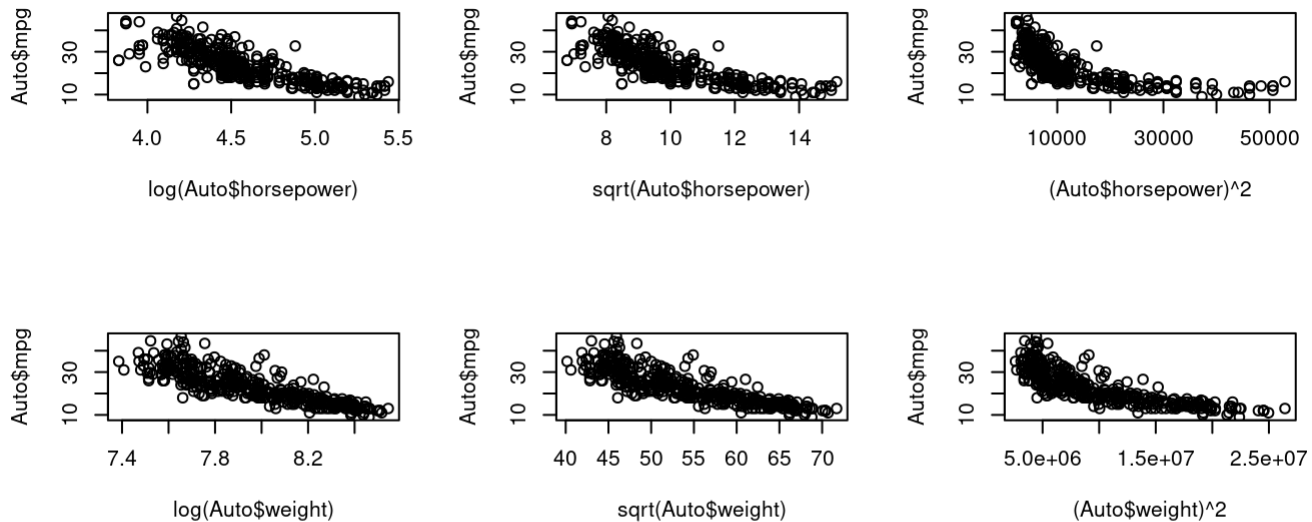 Auto$mpg
10 30
4.0 4.5 5.0 5.5
log(Auto$horsepower)
Auto$mpg
10 30
8 10 12 14
sqrt(Auto$horsepower)
Auto$mpg
10 30
10000 30000 50000
(Auto$horsepower)^2
Auto$mpg
10 30
7.4 7.8 8.2
log(Auto$weight)
Auto$mpg
10 30
40 45 50 55 60 65 70
sqrt(Auto$weight)
Auto$mpg
10 30
5.0e+06 1.5e+07 2.5e+07
(Auto$weight)^2